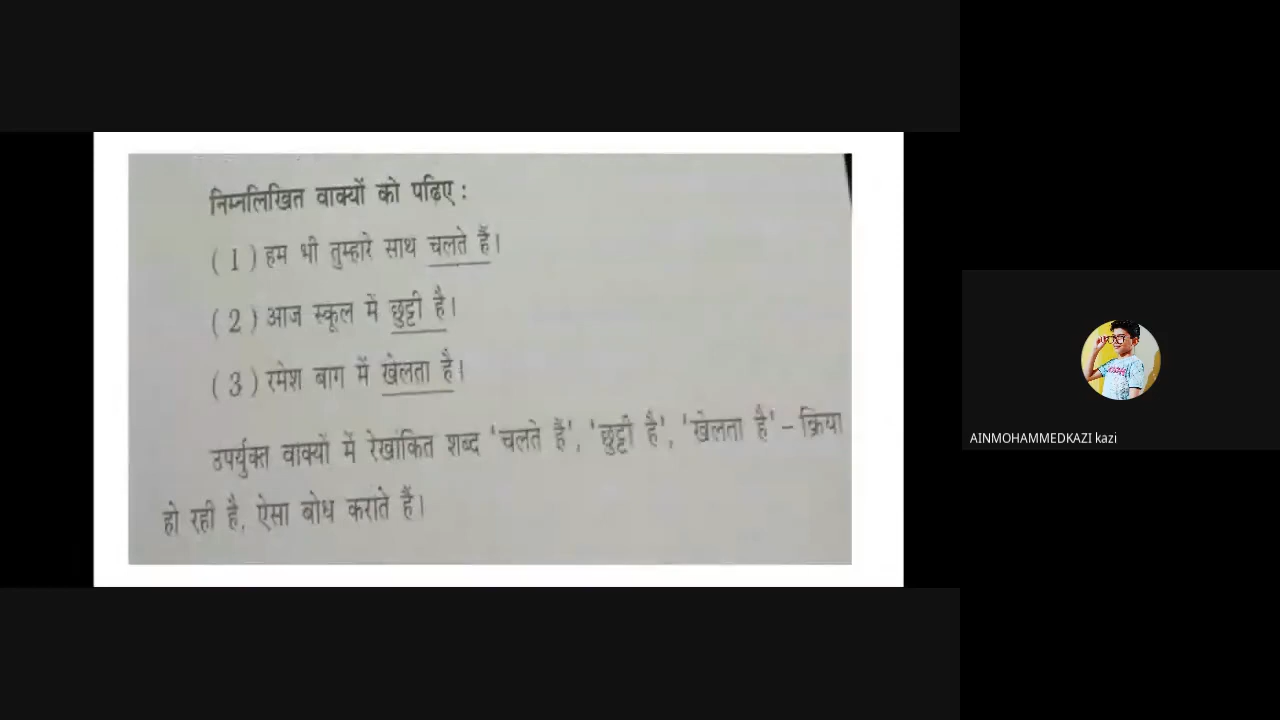 निम्नलिखित वाक्यों को पढ़िए :
( 1 ) हम भी तुम्हारे साथ चलते हैं।
( 2 ) आज स्कूल में छुट्टी है।
( 3 ) रमेश बाग में खेलता है।
उपर्युक्त वाक्यों में रेखांकित शब्द 'चलते हैं', 'छुट्टी है', 'खेलता है' – क्रिया
हो रही है, ऐसा बोध कराते हैं।
AINMOHAMMEDKAZI kazi